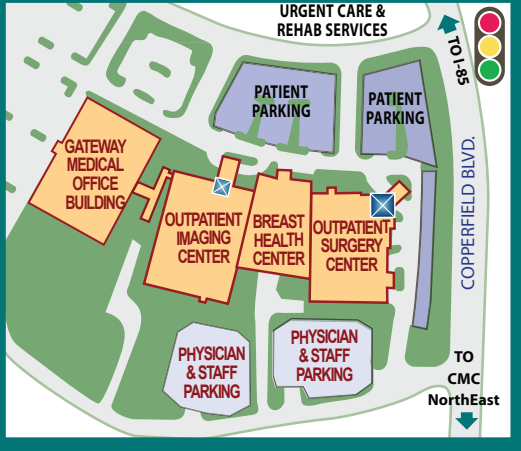 URGENT CARE &
REHAB SERVICES
TO I-85
PATIENT
PARKING
PATIENT
PARKING
GATEWAY
MEDICAL
OFFICE
BUILDING
OUTPATIENT
IMAGING
CENTER
BREAST
HEALTH
CENTER
OUTPATIENT
SURGERY
CENTER
COPPERFIELD BLVD.
PHYSICIAN
& STAFF
PARKING
PHYSICIAN
& STAFF
PARKING
TO
CMC
NorthEast